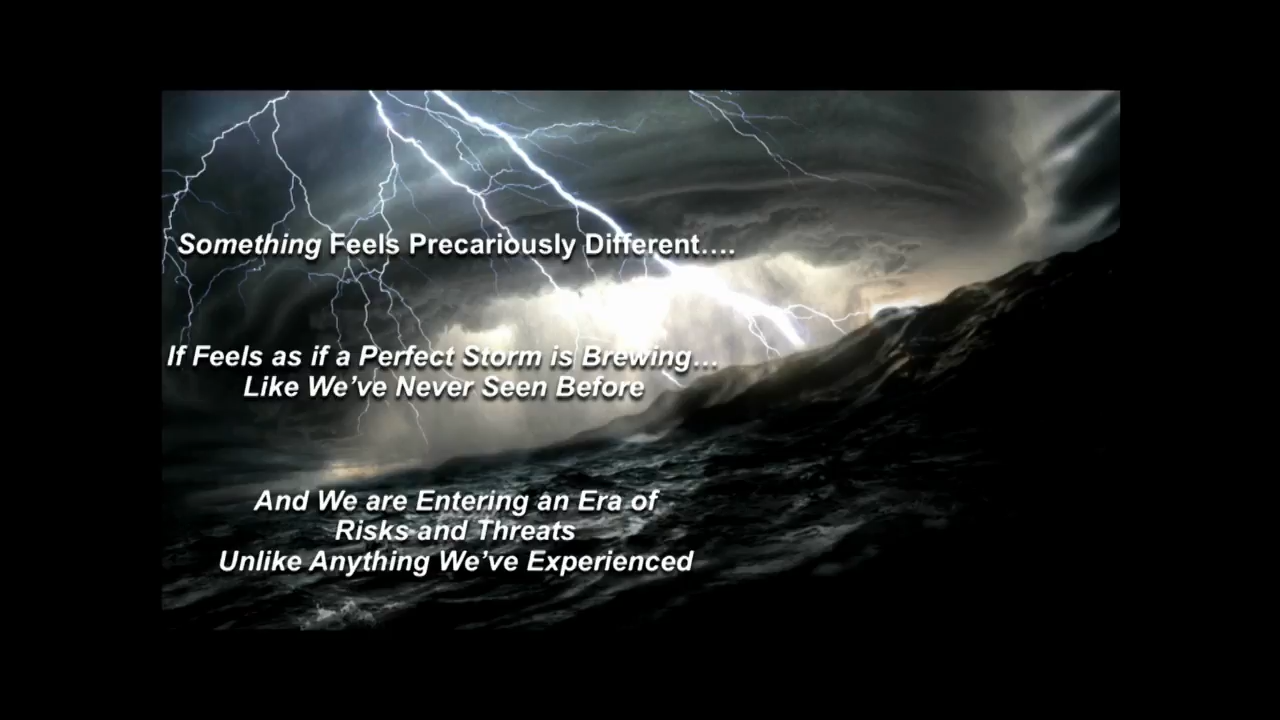 Something Feels Precariously Different....
If Feels as if a Perfect Storm is Brewing...
Like We've Never Seen Before
And We are Entering an Era of
Risks and Threats
Unlike Anything We've Experienced